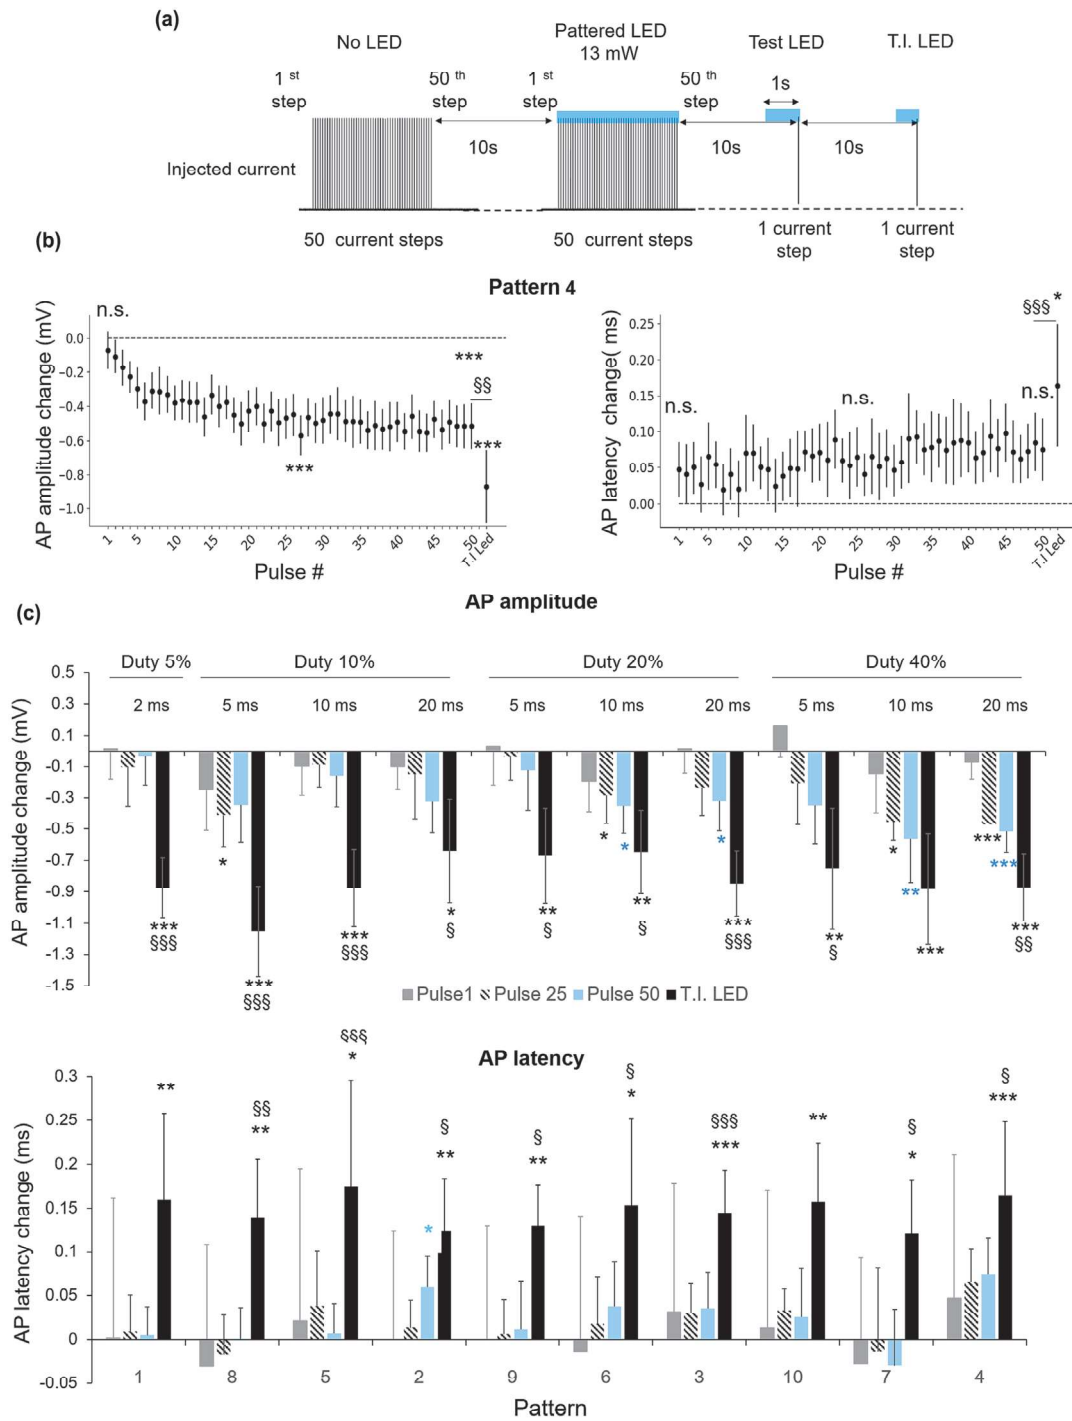 (a)
No LED
Pattered LED
13 mW
Test LED
T.I. LED
1 st
step
50 th
step
1 st
step
50 th
step
1s
10s
10s
10s
Injected current
50 current steps
50 current steps
1 current
step
1 current
step
(b)
Pattern 4
AP amplitude change (mV)
n.s.
0.0
−0.2
−0.4
−0.6
−0.8
−1.0
***
§§
***
***
1
5
10
15
20
25
30
35
40
45
50
T.I Led
Pulse #
AP latency change( ms)
0.25
0.20
0.15
0.10
0.05
0.00
n.s.
n.s.
n.s.
§§§
*
1
5
10
15
20
25
30
35
40
45
50
T.I Led
Pulse #
(c)
AP amplitude
Duty 5%
Duty 10%
Duty 20%
Duty 40%
2 ms
5 ms
10 ms
20 ms
5 ms
10 ms
20 ms
5 ms
10 ms
20 ms
AP amplitude change (mV)
0.5
0.3
0.1
-0.1
-0.3
-0.5
-0.7
-0.9
-1.1
-1.3
-1.5
***
§§§
*
***
§§§
***
§§§
*
§
**
§
*
*
**
§
*
***
§§§
**
§
*
**
***
***
***
***
§§
Pulse1
Pulse 25
Pulse 50
T.I. LED
AP latency
AP latency change (ms)
0.3
0.25
0.2
0.15
0.1
0.05
0
-0.05
**
§§
**
§§§
*
*
§
**
§
**
§
*
§§§
***
**
§
*
§
***
1
8
5
2
9
6
3
10
7
4
Pattern